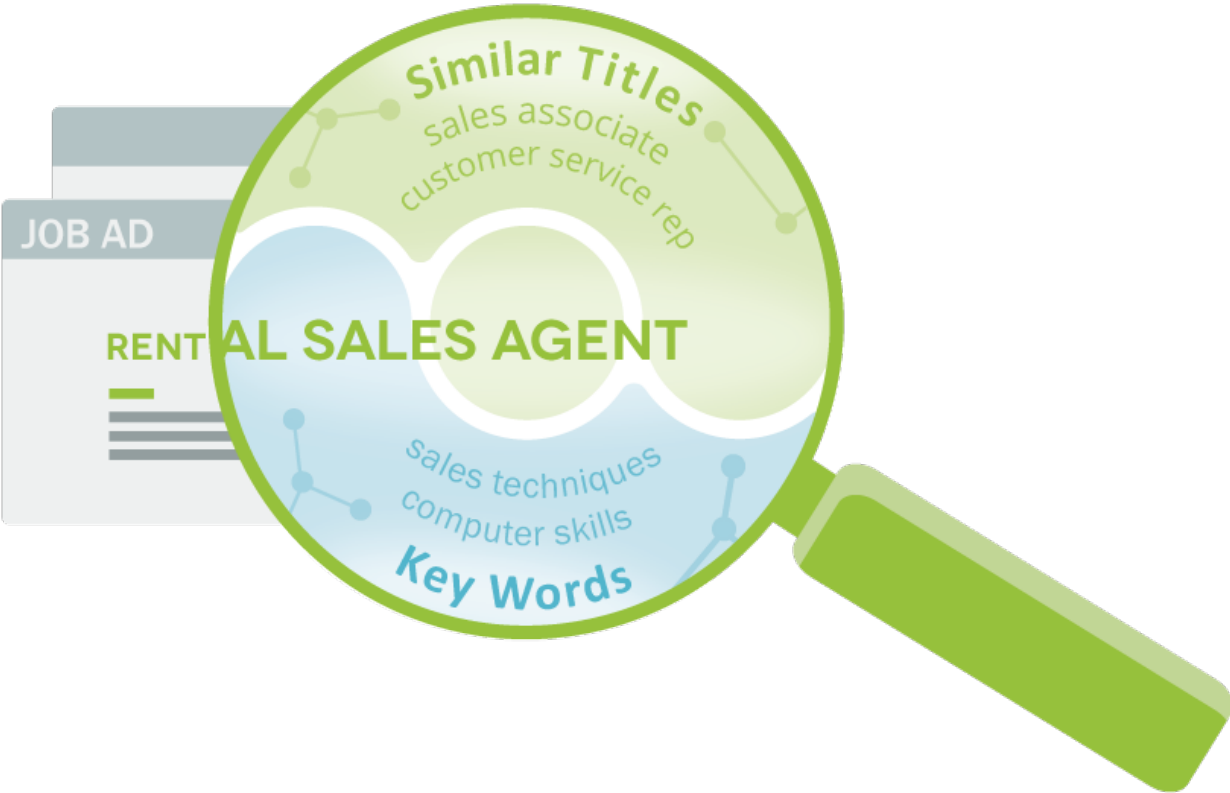 Similar Titles
sales associate
customer service rep
JOB AD
RENTAL SALES AGENT
sales techniques
computer skills
Key Words